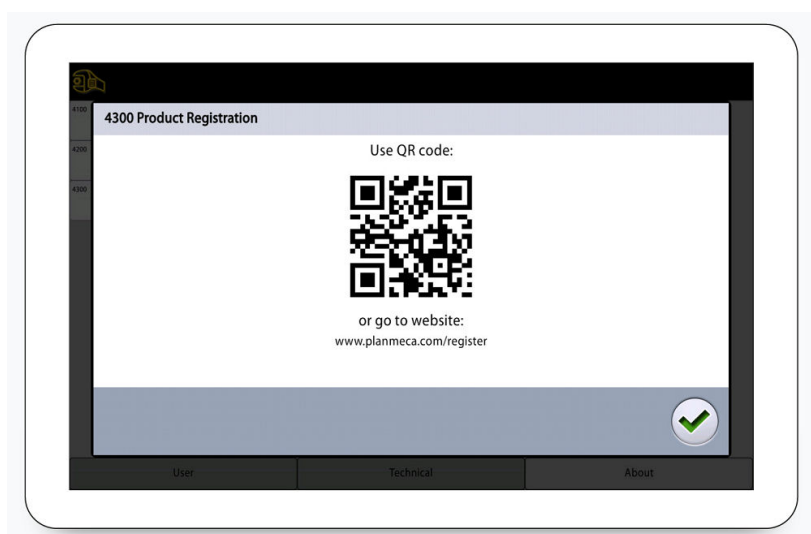 4100
4300 Product Registration
4200
Use QR code:
4300
or go to website:
www.planmeca.com/register
User
Technical
About